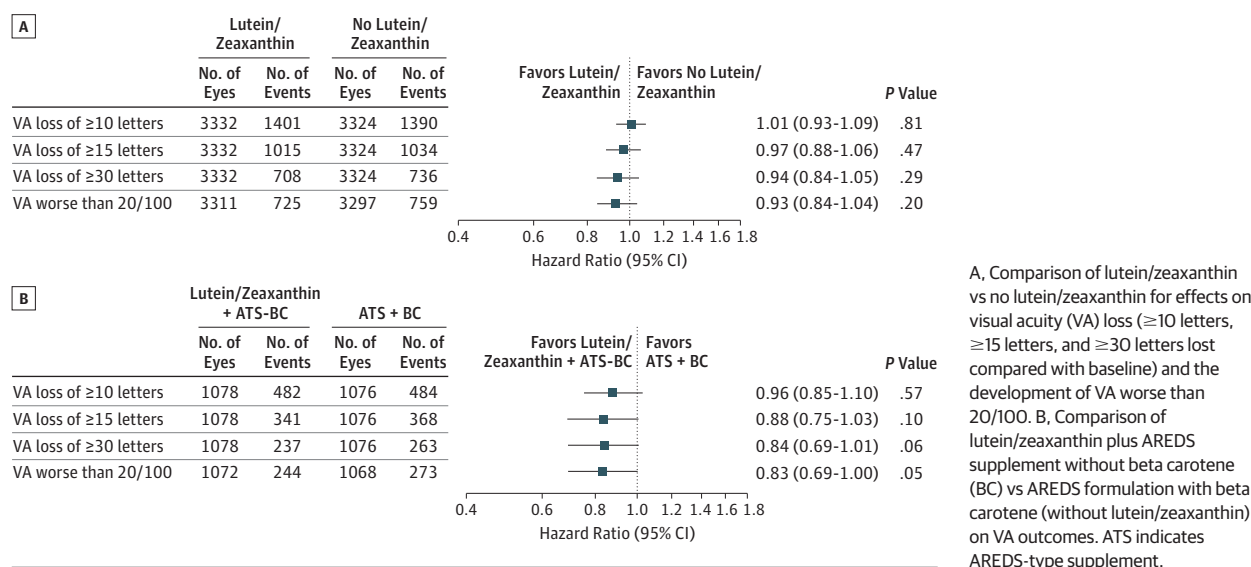 A
Lutein/
Zeaxanthin
No Lutein/
Zeaxanthin
No. of
Eyes
No. of
Events
No. of
Eyes
No. of
Events
Favors Lutein/
Zeaxanthin
Favors No Lutein/
Zeaxanthin
P Value
VA loss of ≥10 letters 3332 1401 3324 1390 1.01 (0.93-1.09) .81
VA loss of ≥15 letters 3332 1015 3324 1034 0.97 (0.88-1.06) .47
VA loss of ≥30 letters 3332 708 3324 736 0.94 (0.84-1.05) .29
VA worse than 20/100 3311 725 3297 759 0.93 (0.84-1.04) .20
0.4 0.6 0.8 1.0 1.2 1.4 1.6 1.8
Hazard Ratio (95% CI)
B
Lutein/Zeaxanthin
+ ATS-BC
ATS + BC
No. of
Eyes
No. of
Events
No. of
Eyes
No. of
Events
Favors Lutein/
Zeaxanthin + ATS-BC
Favors
ATS + BC
P Value
VA loss of ≥10 letters 1078 482 1076 484 0.96 (0.85-1.10) .57
VA loss of ≥15 letters 1078 341 1076 368 0.88 (0.75-1.03) .10
VA loss of ≥30 letters 1078 237 1076 263 0.84 (0.69-1.01) .06
VA worse than 20/100 1072 244 1068 273 0.83 (0.69-1.00) .05
0.4 0.6 0.8 1.0 1.2 1.4 1.6 1.8
Hazard Ratio (95% CI)
A, Comparison of lutein/zeaxanthin
vs no lutein/zeaxanthin for effects on
visual acuity (VA) loss (≥10 letters,
≥15 letters, and ≥30 letters lost
compared with baseline) and the
development of VA worse than
20/100. B, Comparison of
lutein/zeaxanthin plus AREDS
supplement without beta carotene
(BC) vs AREDS formulation with beta
carotene (without lutein/zeaxanthin)
on VA outcomes. ATS indicates
AREDS-type supplement.